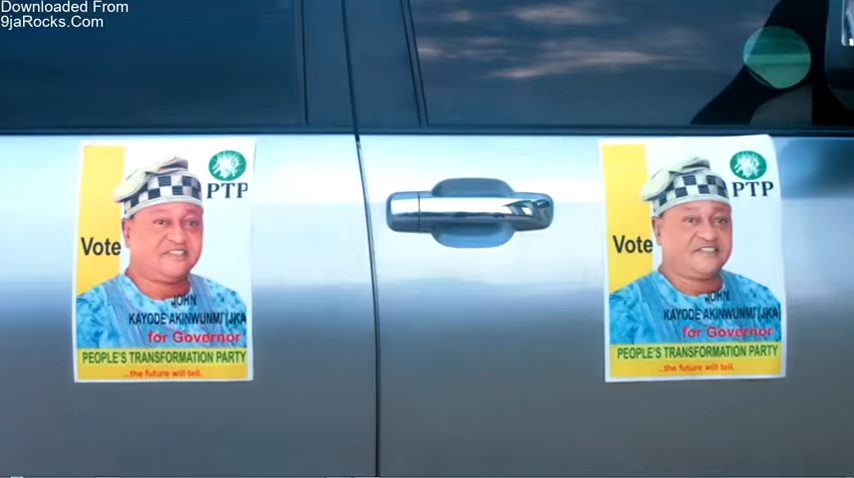 Downloaded From
9jaRocks.Com
PTP
Vote
JOHN
KAYODE AKINWUNMI (JKA
for Governor
PEOPLE'S TRANSFORMATION PARTY
...the future will tell.
PTP
Vote
JOHN
KAYODE AKINWUNMI (JKA
for Governor
PEOPLE'S TRANSFORMATION PARTY
...the future will tell.